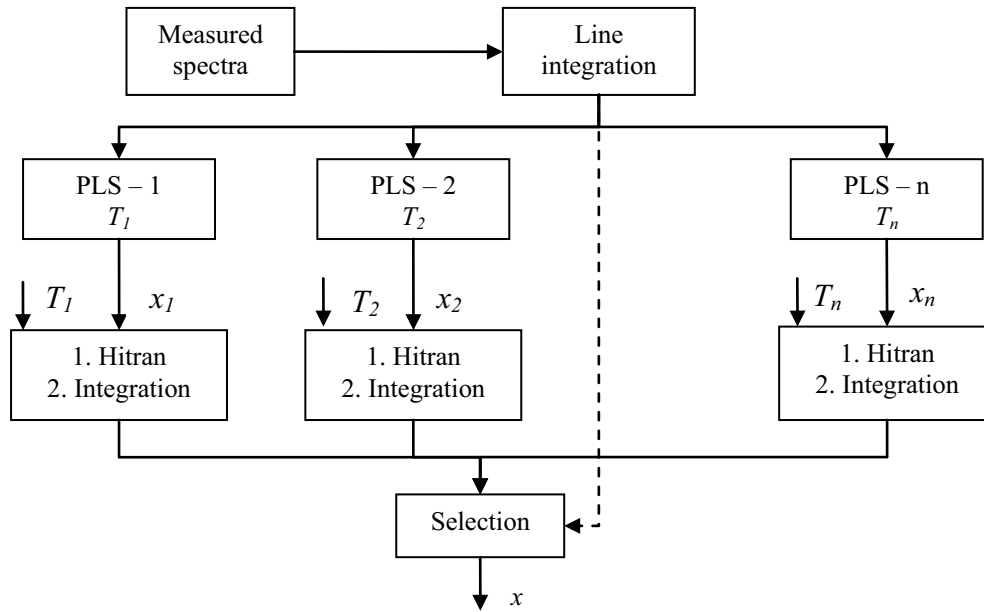 Measured
spectra
Line
integration
PLS – 1
T1
PLS – 2
T2
PLS – n
Tn
T1
x1
T2
x2
Tn
xn
1. Hitran
2. Integration
1. Hitran
2. Integration
1. Hitran
2. Integration
Selection
x